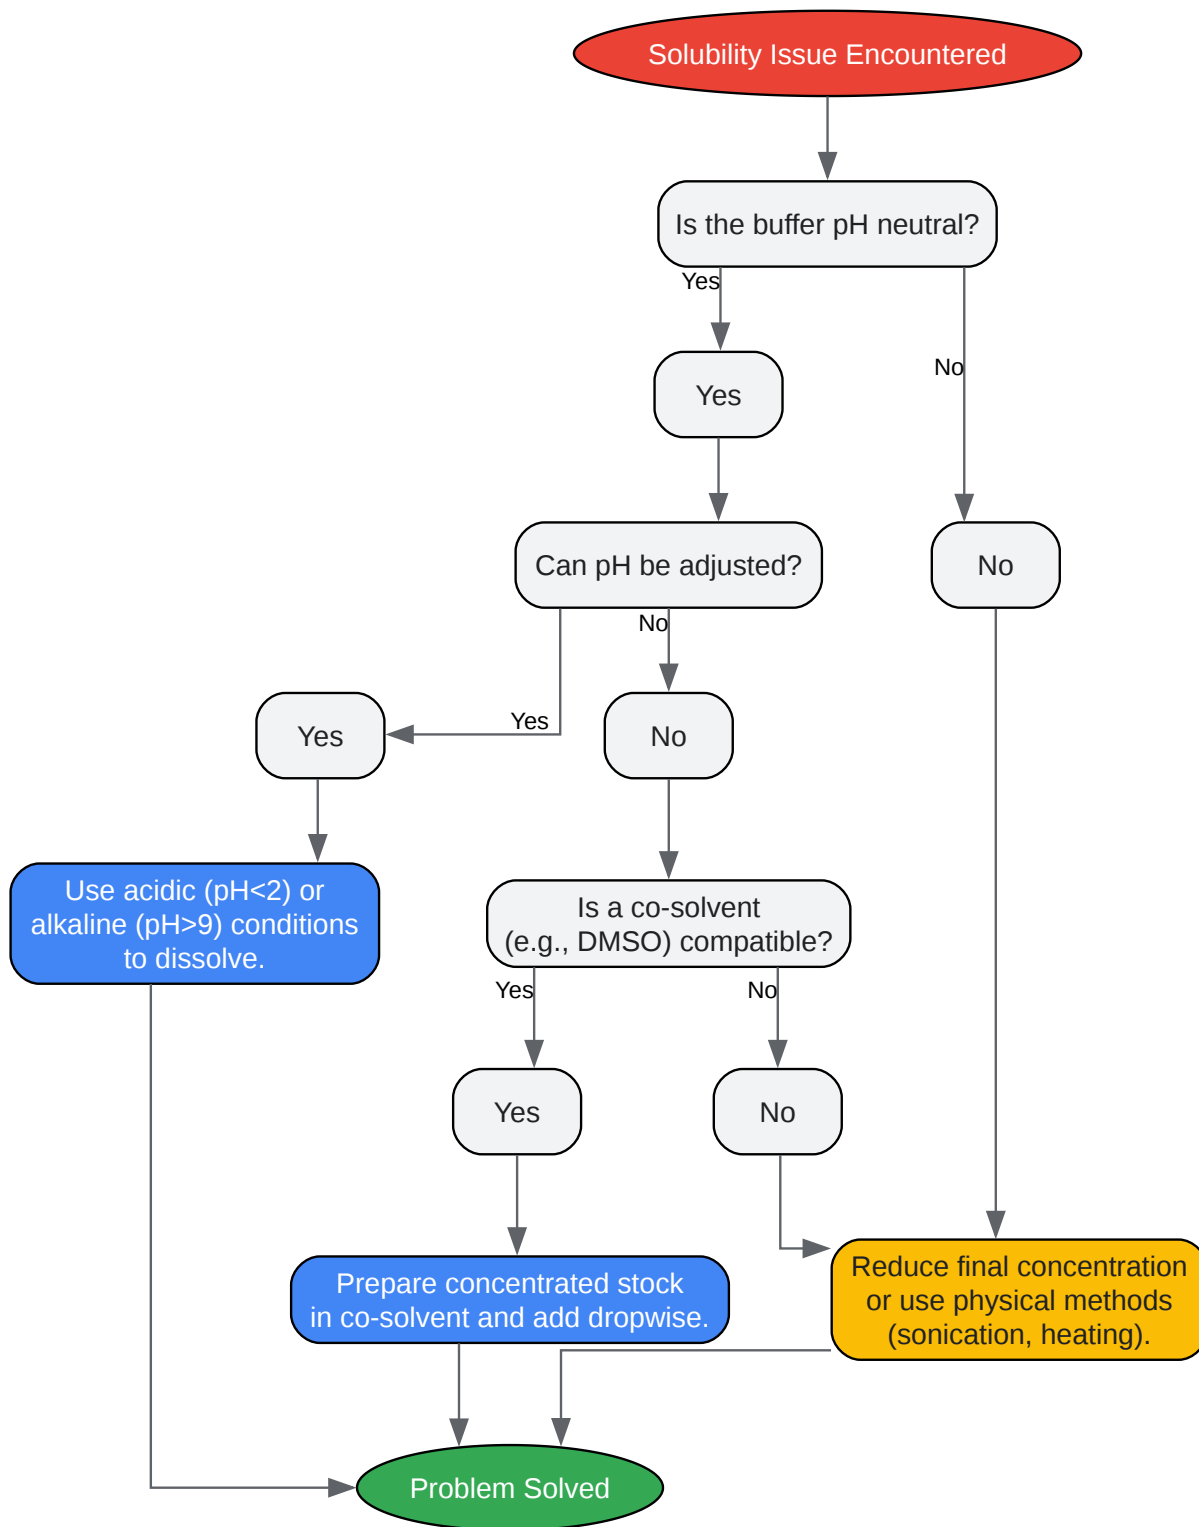 Solubility Issue Encountered
Is the buffer pH neutral?
Yes
No
Yes
Can pH be adjusted?
No
No
Yes
Yes
No
Use acidic (pH<2) or
alkaline (pH>9) conditions
to dissolve.
Is a co-solvent
(e.g., DMSO) compatible?
Yes
No
Yes
No
Prepare concentrated stock
in co-solvent and add dropwise.
Reduce final concentration
or use physical methods
(sonication, heating).
Problem Solved